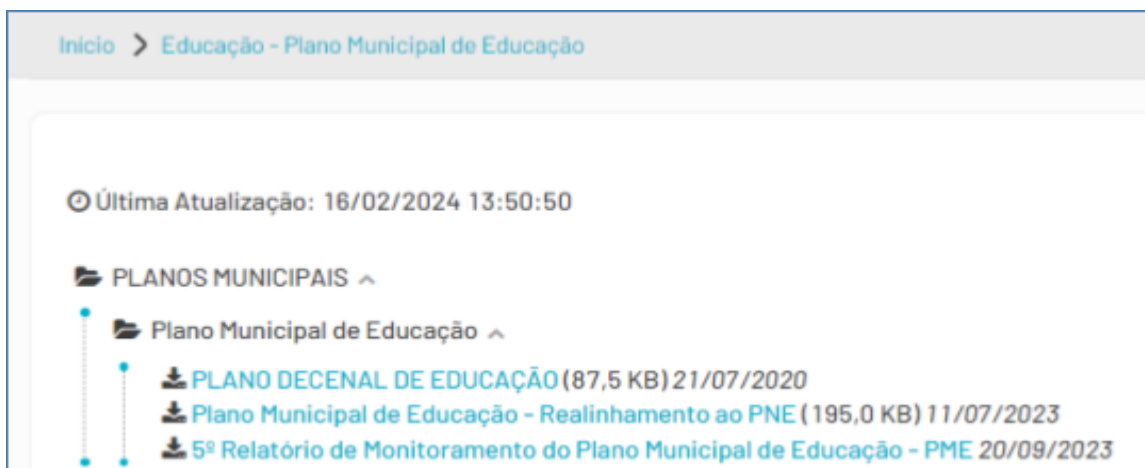 Início > Educação - Plano Municipal de Educação
Última Atualização: 16/02/2024 13:50:50
PLANOS MUNICIPAIS
Plano Municipal de Educação
PLANO DECENAL DE EDUCAÇÃO (87,5 KB) 21/07/2020
Plano Municipal de Educação - Realinhamento ao PNE (195,0 KB) 11/07/2023
5º Relatório de Monitoramento do Plano Municipal de Educação - PME 20/09/2023